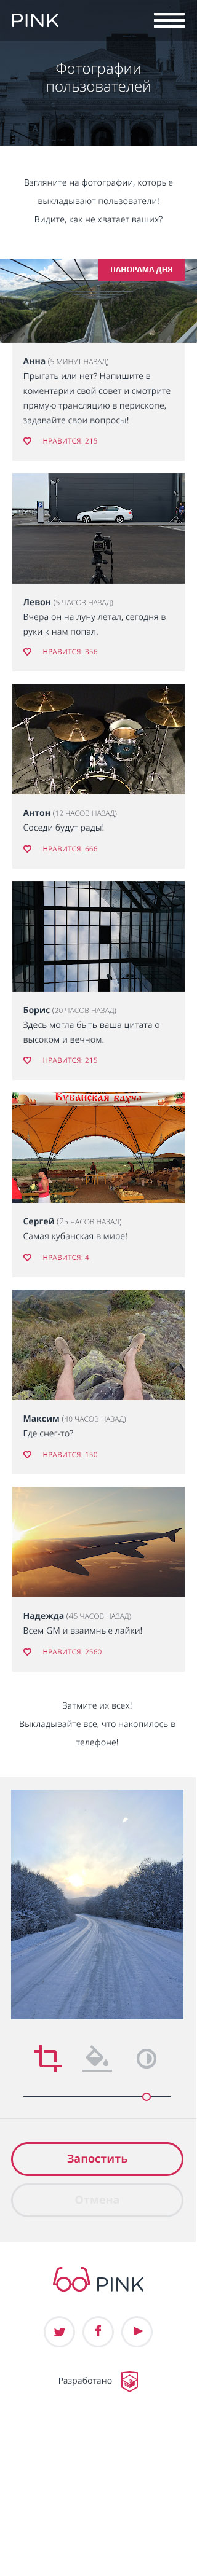 PINK
Фотографии
пользователей
Взгляните на фотографии, которые
выкладывают пользователи!
Видите, как не хватает ваших?
ПАНОРАМА ДНЯ
Анна (5 МИНУТ НАЗАД)
Прыгать или нет? Напишите в
коментарии свой совет и смотрите
прямую трансляцию в перископе,
задавайте свои вопросы!
НРАВИТСЯ: 215
Левон (5 ЧАСОВ НАЗАД)
Вчера он на луну летал, сегодня в
руки к нам попал.
НРАВИТСЯ: 356
Антон (12 ЧАСОВ НАЗАД)
Соседи будут рады!
НРАВИТСЯ: 666
Борис (20 ЧАСОВ НАЗАД)
Здесь могла быть ваша цитата о
высоком и вечном.
НРАВИТСЯ: 215
Кубанская бахча
Сергей (25 ЧАСОВ НАЗАД)
Самая кубанская в мире!
НРАВИТСЯ: 4
Максим (40 ЧАСОВ НАЗАД)
Где снег-то?
НРАВИТСЯ: 150
Надежда (45 ЧАСОВ НАЗАД)
Всем GM и взаимные лайки!
НРАВИТСЯ: 2560
Затмите их всех!
Выкладывайте все, что накопилось в
телефоне!
Запостить
Отмена
PINK
Разработано